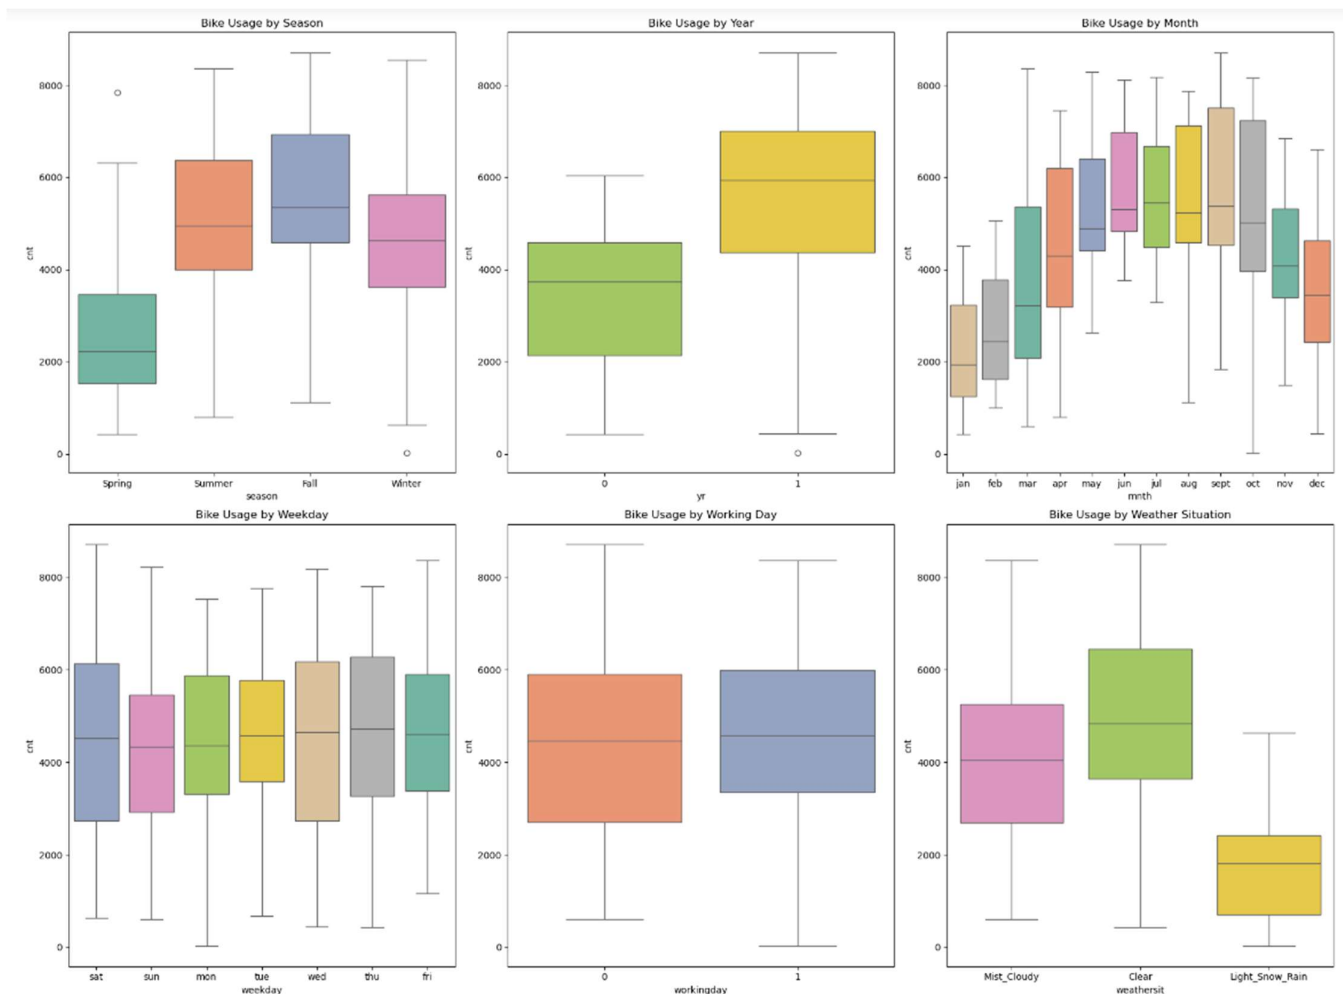 Bike Usage by Season
cnt
8000
6000
4000
2000
0
Spring Summer Fall Winter
season
Bike Usage by Year
cnt
8000
6000
4000
2000
0
0 1
yr
Bike Usage by Month
cnt
8000
6000
4000
2000
0
jan feb mar apr may jun jul aug sept oct nov dec
mnth
Bike Usage by Weekday
cnt
8000
6000
4000
2000
0
sat sun mon tue wed thu fri
weekday
Bike Usage by Working Day
cnt
8000
6000
4000
2000
0
0 1
workingday
Bike Usage by Weather Situation
cnt
8000
6000
4000
2000
0
Mist_Cloudy Clear Light_Snow_Rain
weathersit